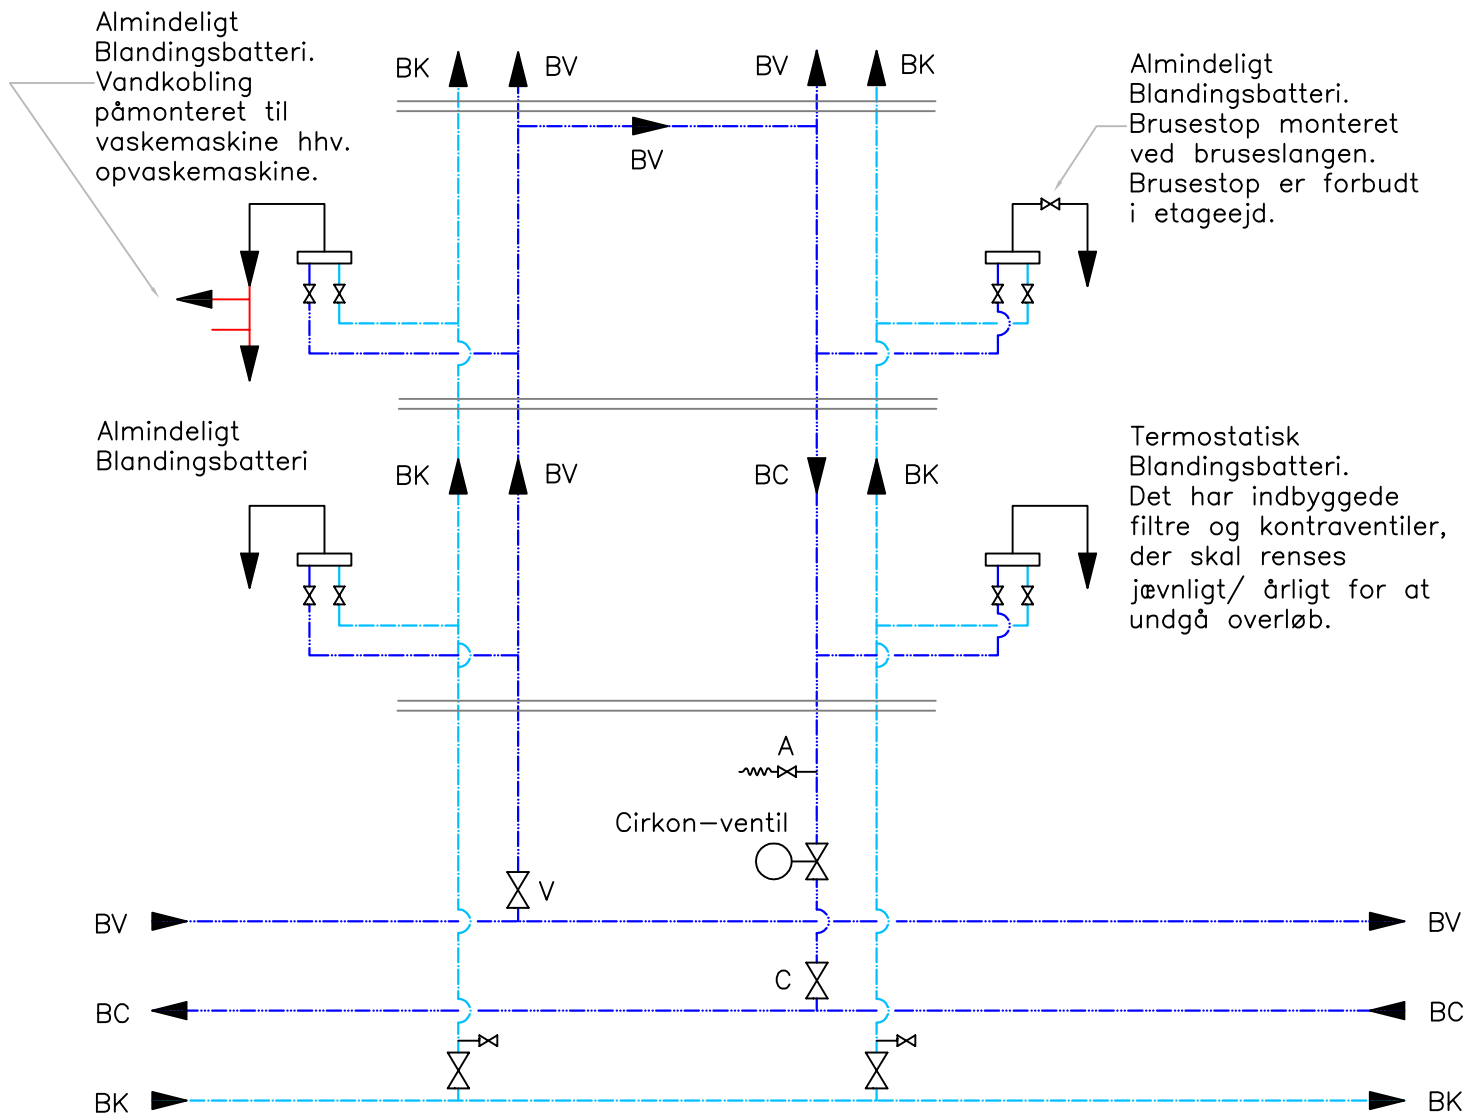 Almindeligt
Blandingsbatteri.
Vandkobling
påmonteret til
vaskemaskine hhv.
opvaskemaskine.
BK
BV
BV
BK
BV
Almindeligt
Blandingsbatteri.
Brusestop monteret
ved bruseslangen.
Brusestop er forbudt
i etageejd.
Almindeligt
Blandingsbatteri
BK
BV
BC
BK
Termostatisk
Blandingsbatteri.
Det har indbyggede
filtre og kontraventiler,
der skal renses
jævnligt/ årligt for at
undgå overløb.
A
Cirkon-ventil
V
BV
BV
C
BC
BC
BK
BK